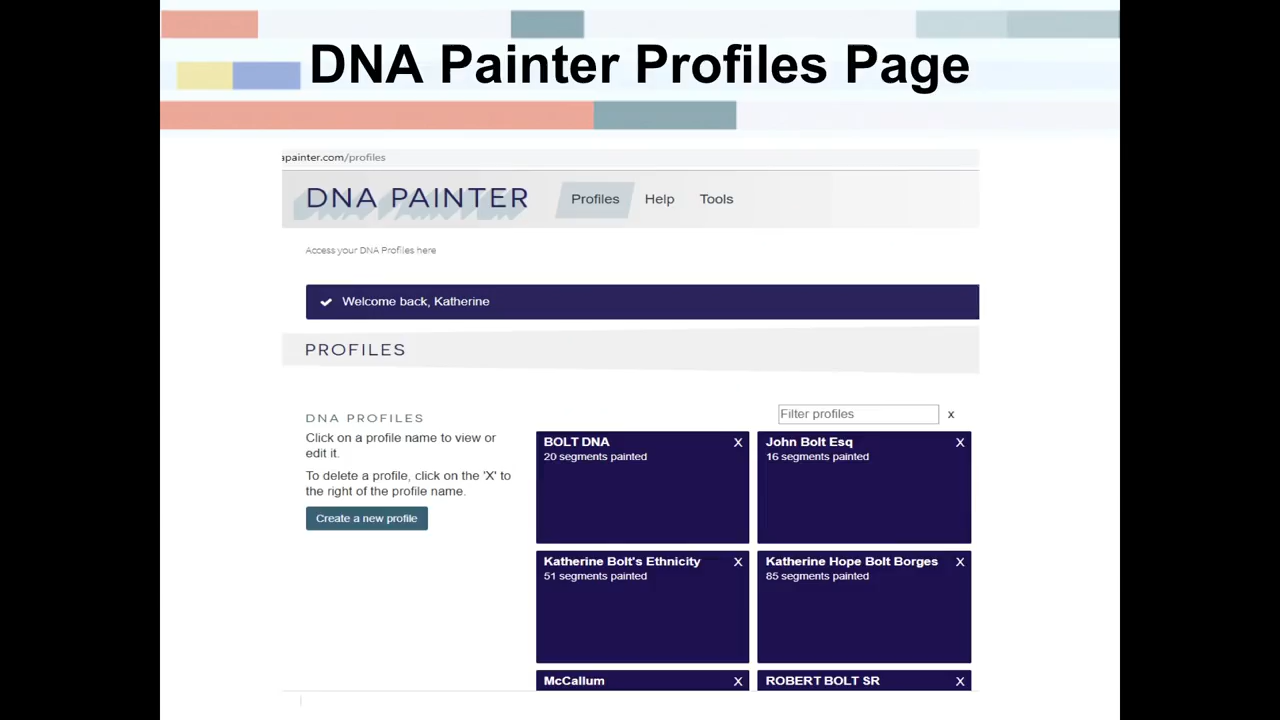 DNA Painter Profiles Page
apainter.com/profiles
DNA PAINTER
Profiles
Help
Tools
Access your DNA Profiles here
Welcome back, Katherine
PROFILES
DNA PROFILES
Click on a profile name to view or
edit it.
To delete a profile, click on the 'X' to
the right of the profile name.
Create a new profile
Filter profiles
x
BOLT DNA X
20 segments painted
John Bolt Esq X
16 segments painted
Katherine Bolt's Ethnicity X
51 segments painted
Katherine Hope Bolt Borges X
85 segments painted
McCallum X
ROBERT BOLT SR X